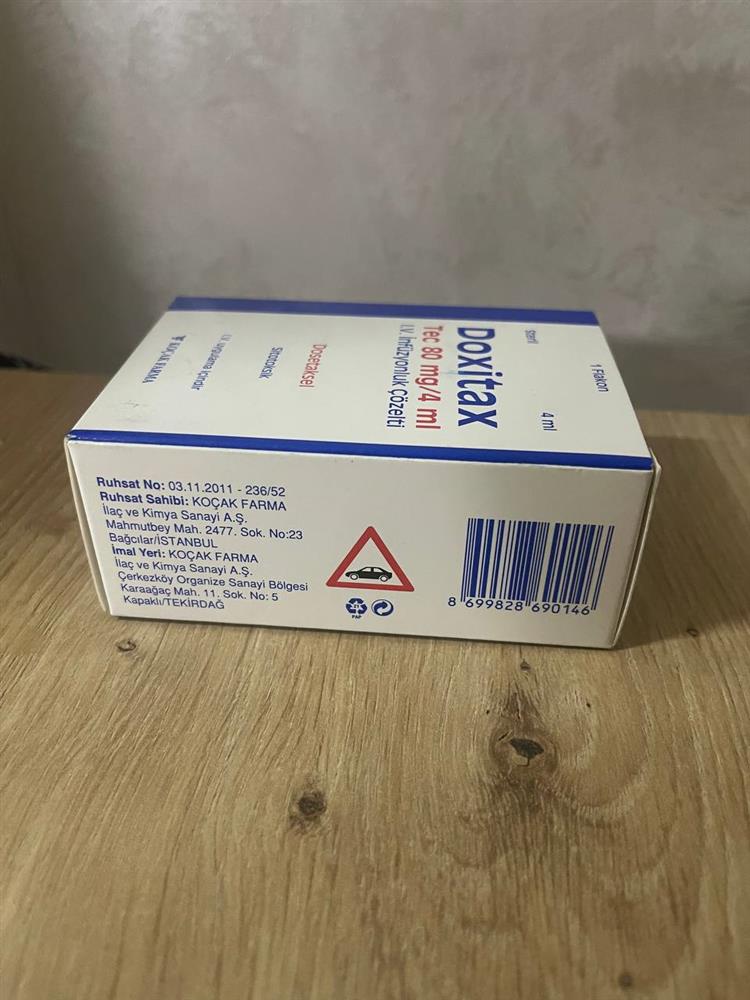 steril
1 Flakon
4 ml
Doxitax
Tec 80 mg/4 ml
I.V. İnfüzyonluk çözelti
Dosetaksel
Sitotoksik
I.V. uygulama içindir
KOÇAK FARMA
Ruhsat No: 03.11.2011 - 236/52
Ruhsat Sahibi: KOÇAK FARMA
İlaç ve Kimya Sanayi A.Ş.
Mahmutbey Mah. 2477. Sok. No:23
Bağcılar/İSTANBUL
İmal Yeri: KOÇAK FARMA
İlaç ve Kimya Sanayi A.Ş.
Çerkezköy Organize Sanayi Bölgesi
Karaağaç Mah. 11. Sok. No: 5
Kapaklı/TEKİRDAĞ
PAP
8 699828 690146